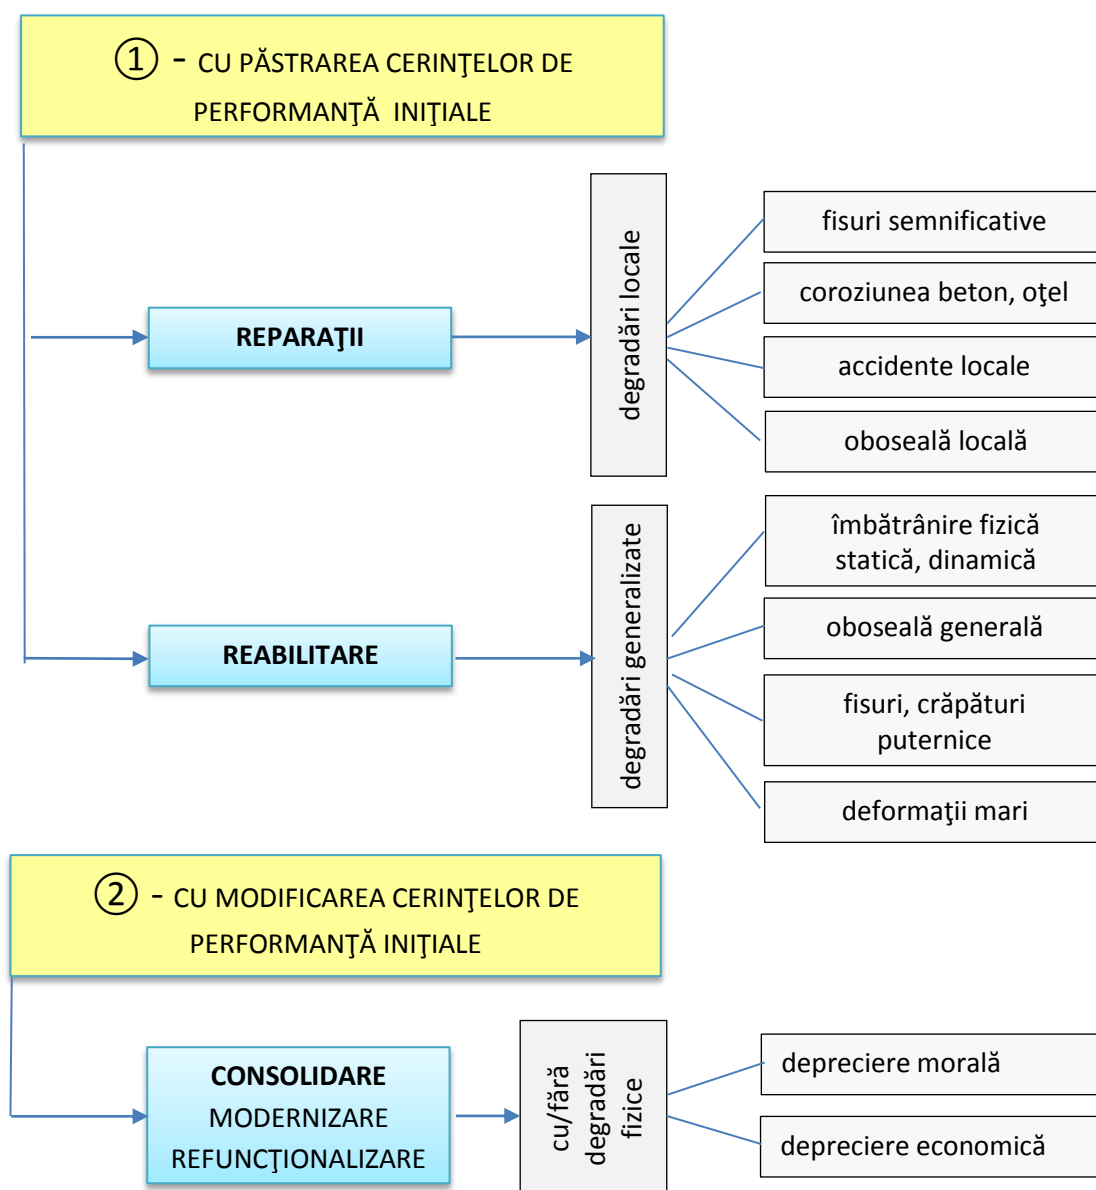 ① - CU PĂSTRAREA CERINŢELOR DE
PERFORMANŢĂ INIŢIALE
REPARAŢII
degradări locale
fisuri semnificative
coroziunea beton, oţel
accidente locale
oboseală locală
REABILITARE
degradări generalizate
îmbătrânire fizică
statică, dinamică
oboseală generală
fisuri, crăpături
puternice
deformaţii mari
② - CU MODIFICAREA CERINŢELOR DE
PERFORMANŢĂ INIŢIALE
CONSOLIDARE
MODERNIZARE
REFUNCŢIONALIZARE
cu/fără
degradări
fizice
depreciere morală
depreciere economică